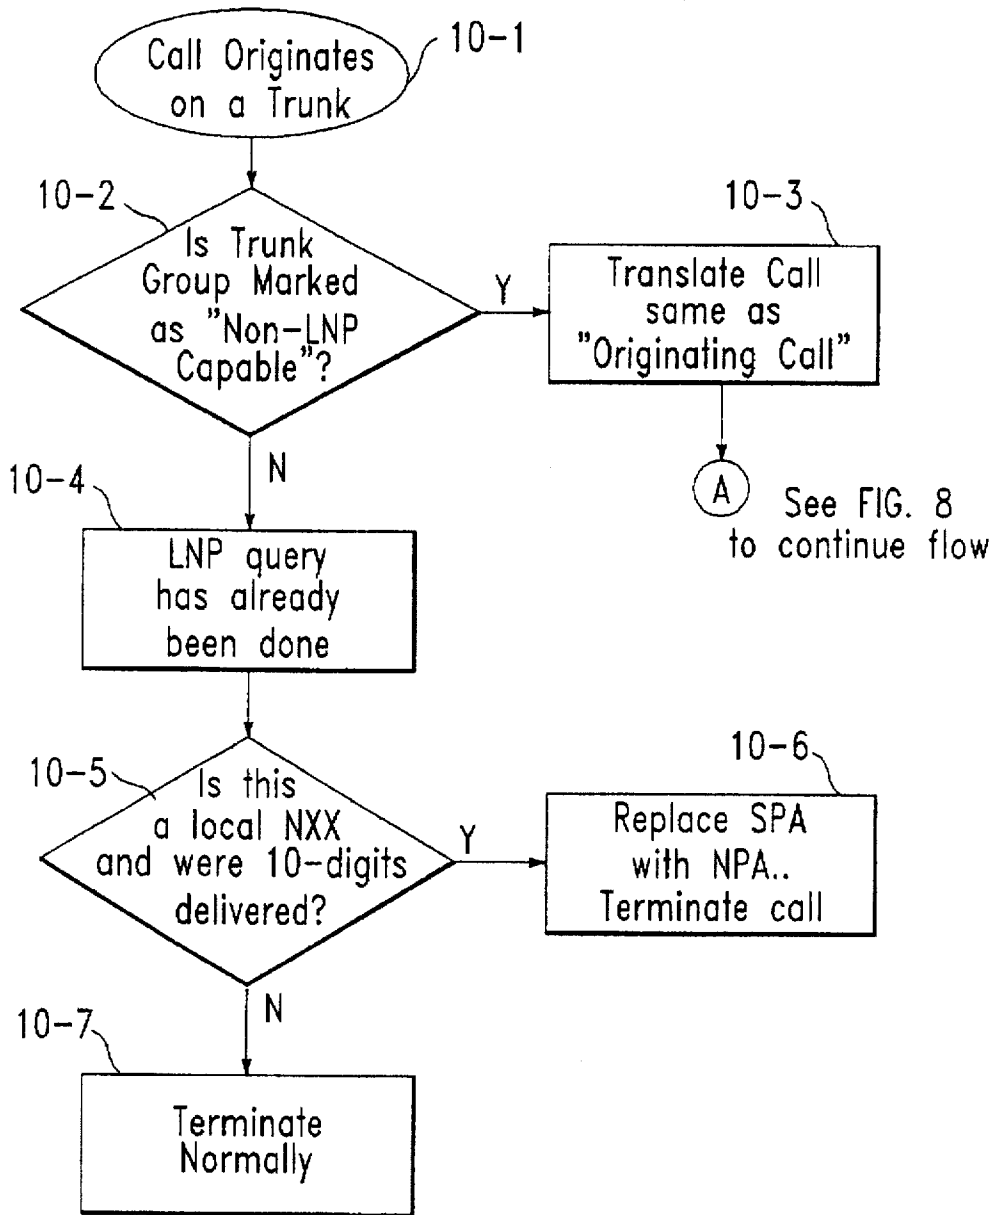 Call Originates
on a Trunk
10-1
10-2
Is Trunk
Group Marked
as "Non-LNP
Capable"?
Y
10-3
Translate Call
same as
"Originating Call"
A
See FIG. 8
to continue flow
N
10-4
LNP query
has already
been done
10-5
Is this
a local NXX
and were 10-digits
delivered?
Y
10-6
Replace SPA
with NPA..
Terminate call
N
10-7
Terminate
Normally